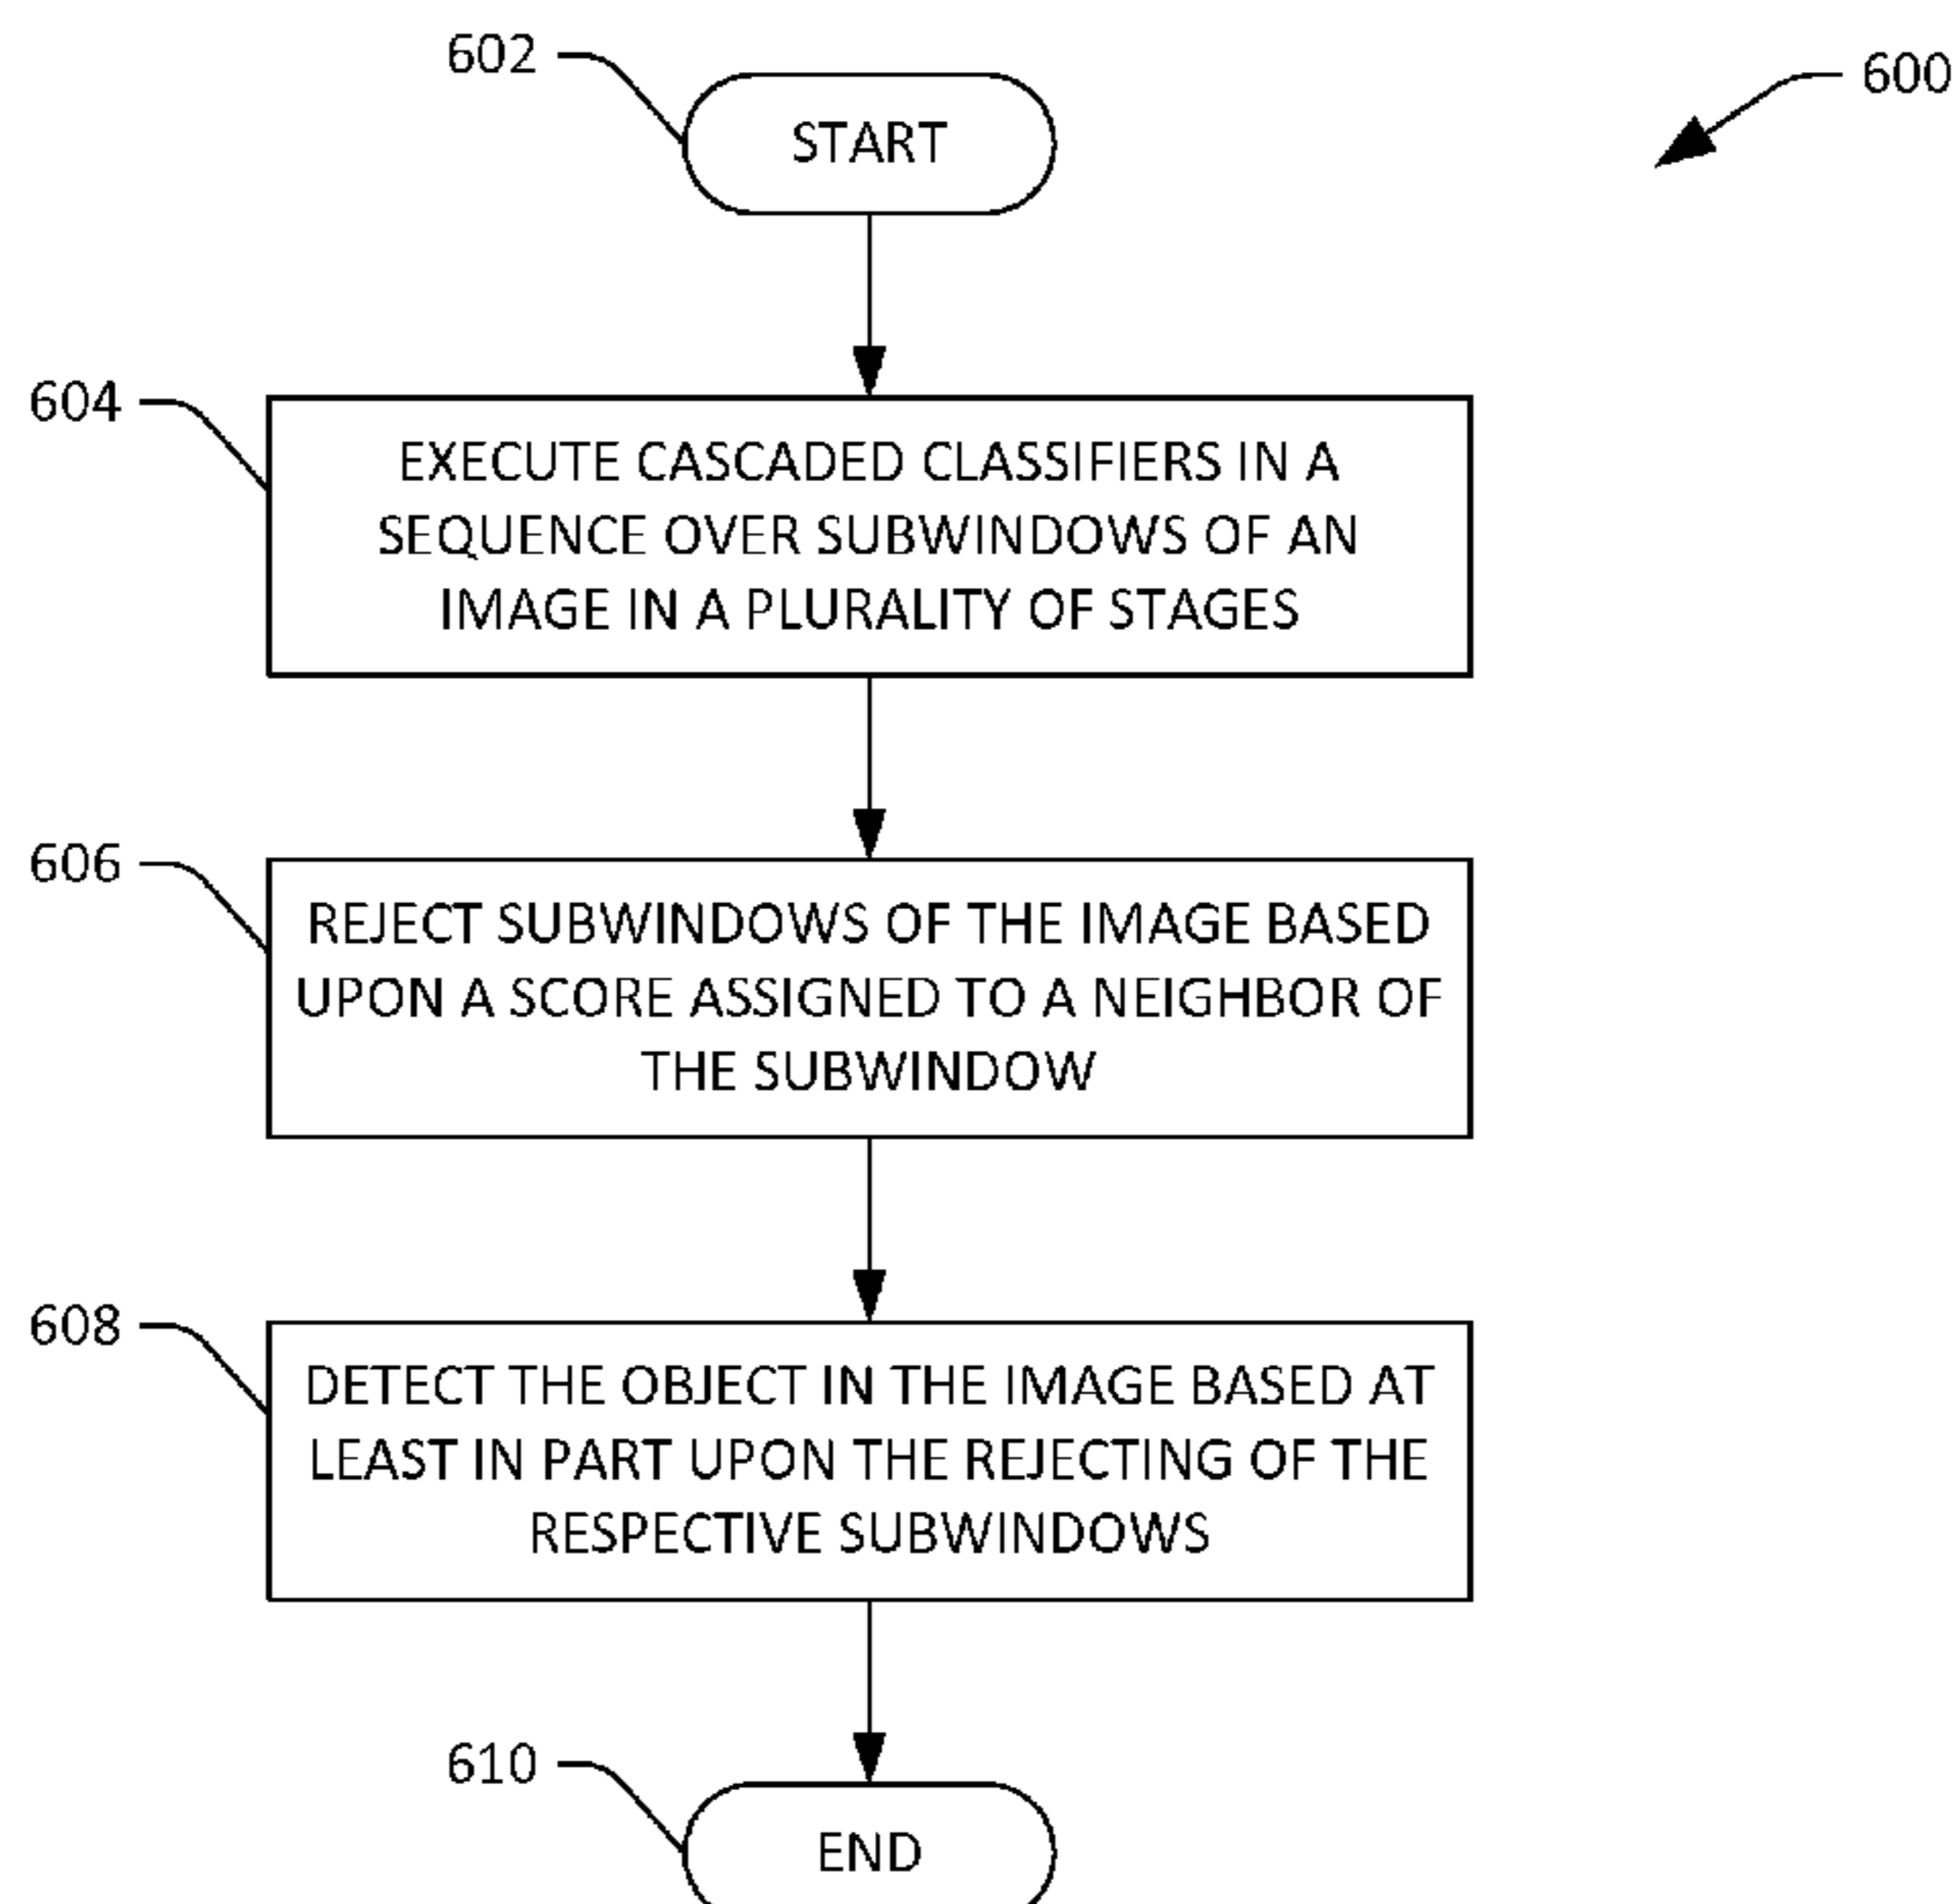 602
START
600
604
EXECUTE CASCADED CLASSIFIERS IN A
SEQUENCE OVER SUBWINDOWS OF AN
IMAGE IN A PLURALITY OF STAGES
606
REJECT SUBWINDOWS OF THE IMAGE BASED
UPON A SCORE ASSIGNED TO A NEIGHBOR OF
THE SUBWINDOW
608
DETECT THE OBJECT IN THE IMAGE BASED AT
LEAST IN PART UPON THE REJECTING OF THE
RESPECTIVE SUBWINDOWS
610
END